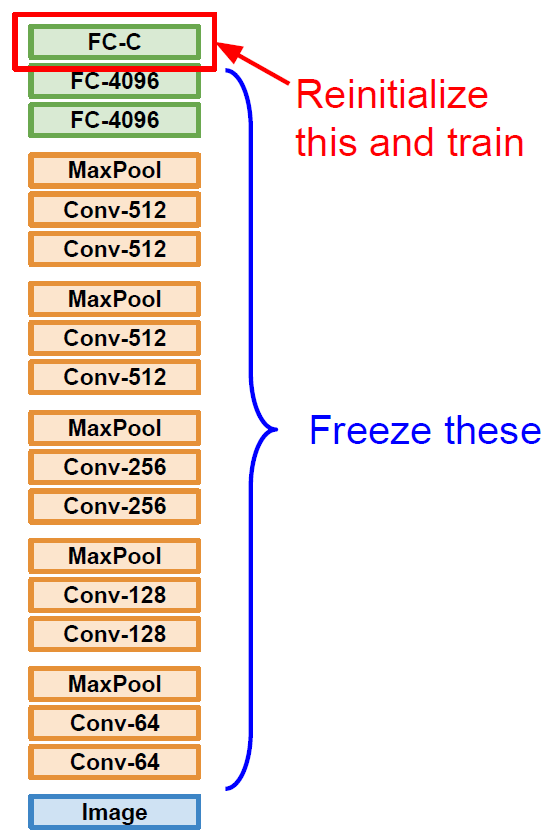 FC-C
FC-4096
FC-4096
MaxPool
Conv-512
Conv-512
MaxPool
Conv-512
Conv-512
MaxPool
Conv-256
Conv-256
MaxPool
Conv-128
Conv-128
MaxPool
Conv-64
Conv-64
Image
Reinitialize
this and train
Freeze these